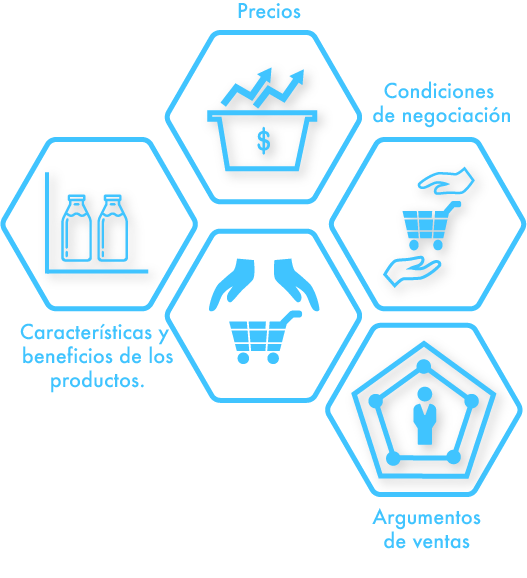 Precios
Condiciones
de negociación
$
Características y
beneficios de los
productos.
Argumentos
de ventas